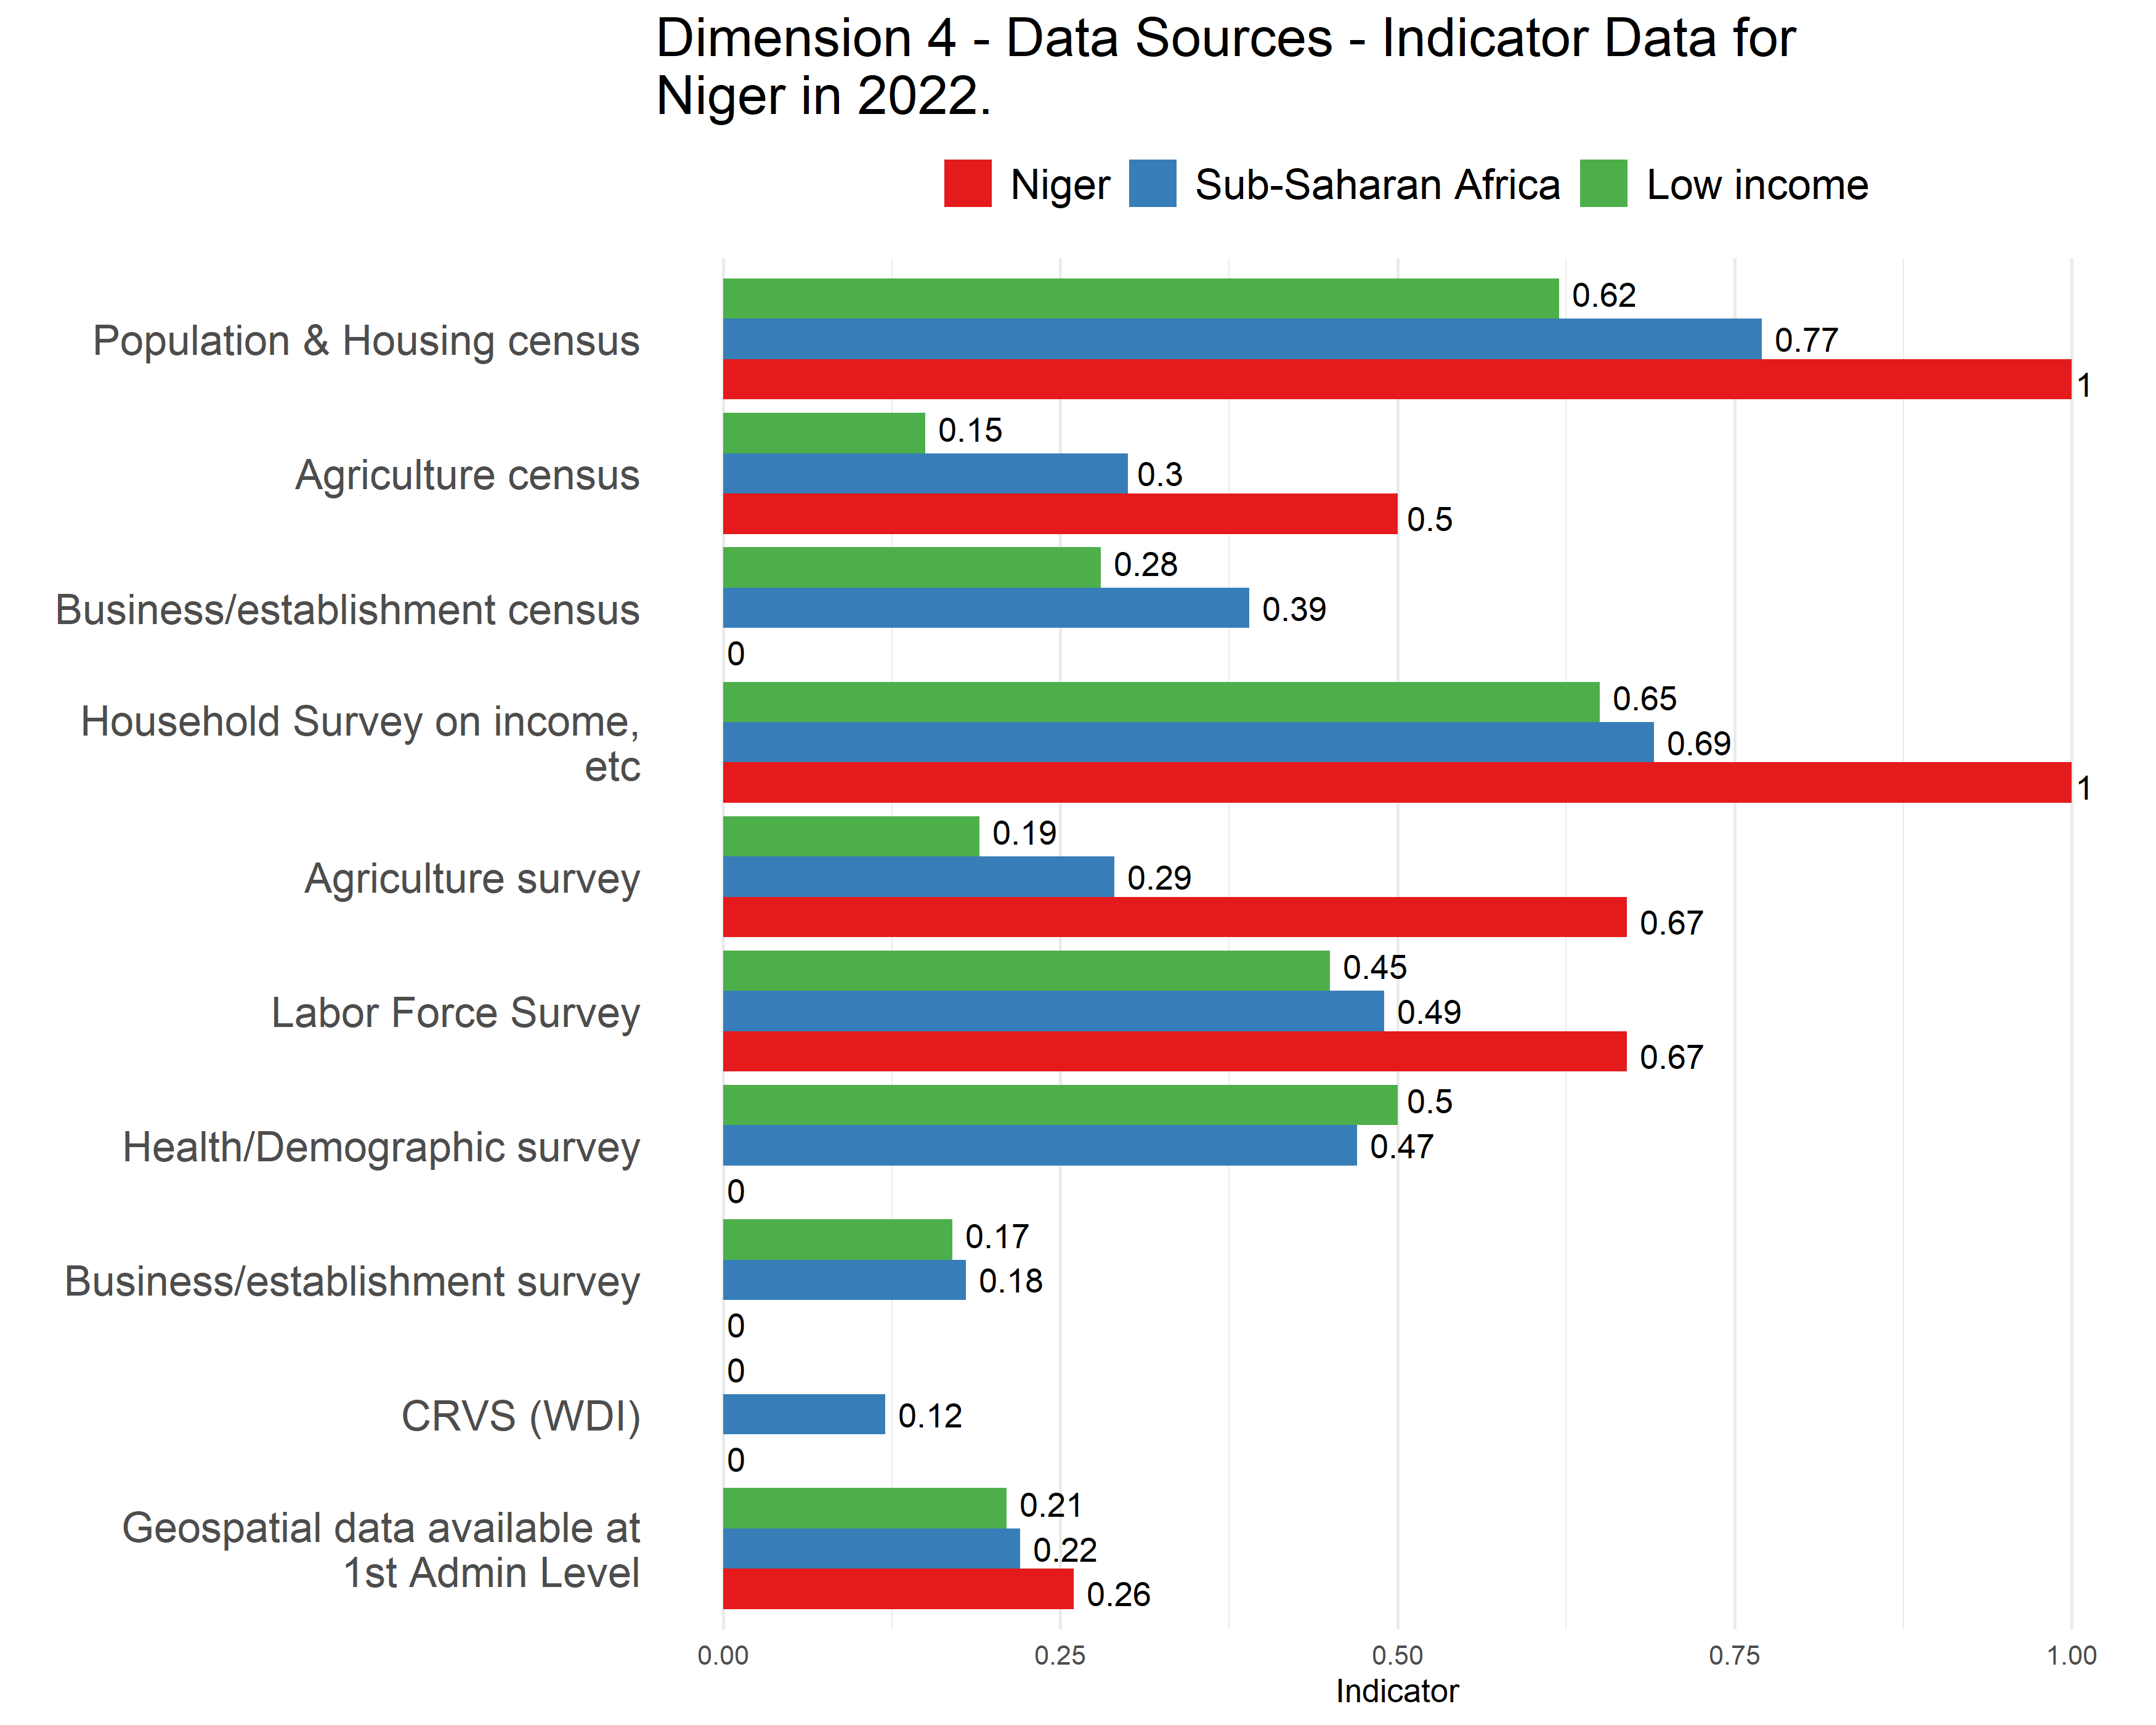 Dimension 4 - Data Sources - Indicator Data for
Niger in 2022.
Niger
Sub-Saharan Africa
Low income
Population & Housing census
0.62
0.77
1
Agriculture census
0.15
0.3
0.5
Business/establishment census
0.28
0.39
0
Household Survey on income,
etc
0.65
0.69
1
Agriculture survey
0.19
0.29
0.67
Labor Force Survey
0.45
0.49
0.67
Health/Demographic survey
0.5
0.47
0
Business/establishment survey
0.17
0.18
0
CRVS (WDI)
0
0.12
0
Geospatial data available at
1st Admin Level
0.21
0.22
0.26
0.00
0.25
0.50
0.75
1.00
Indicator